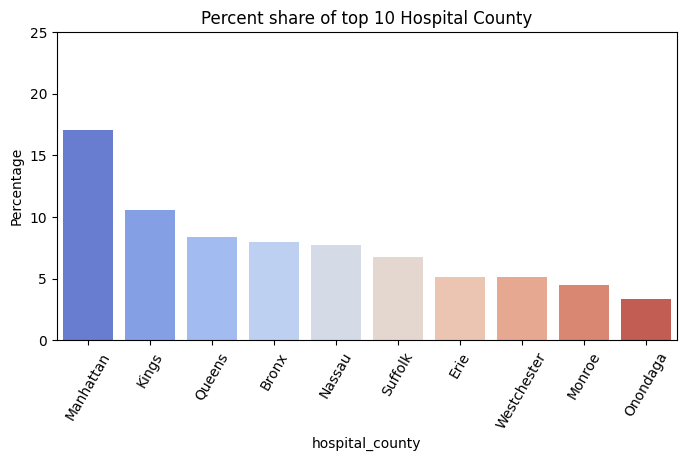 Percent share of top 10 Hospital County
Percentage
25
20
15
10
5
0
Manhattan
Kings
Queens
Bronx
Nassau
Suffolk
Erie
Westchester
Monroe
Onondaga
hospital_county